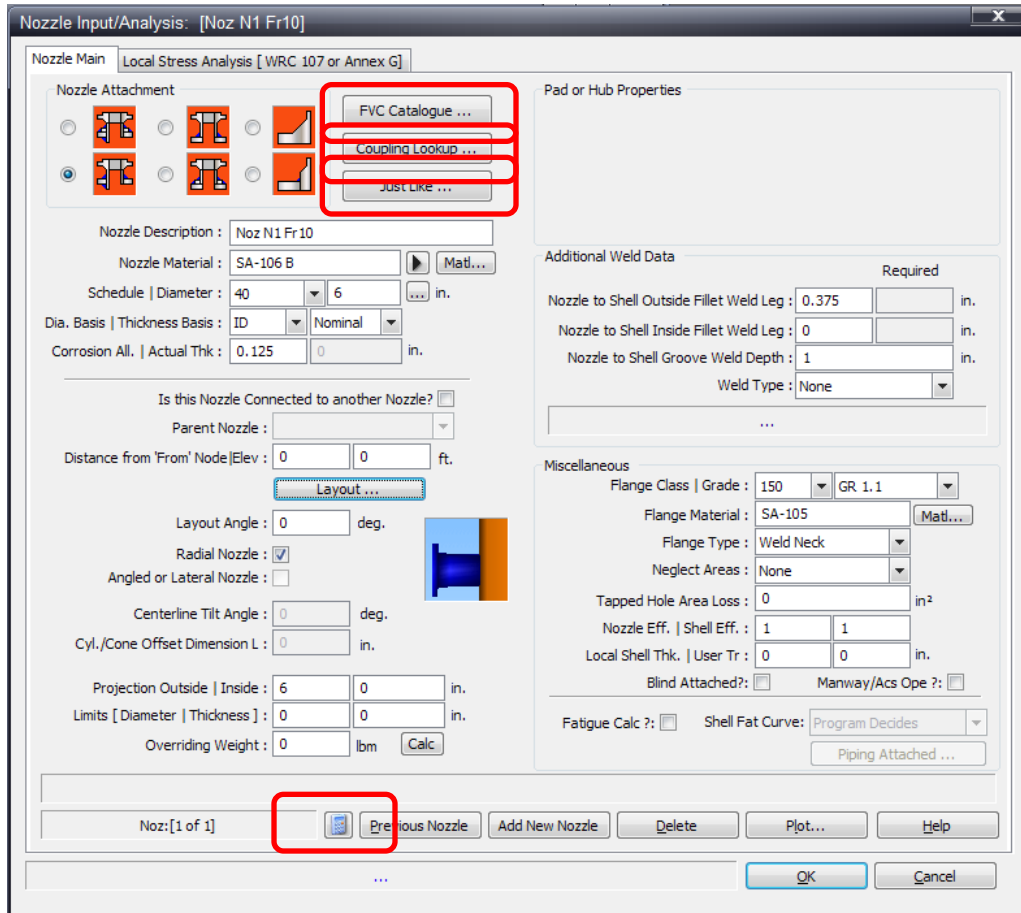 Nozzle Input/Analysis: [Noz N1 Fr10]
Nozzle Main
Local Stress Analysis [ WRC 107 or Annex G]
Nozzle Attachment
FVC Catalogue ...
Coupling Lookup ...
Just Like ...
Nozzle Description : Noz N1 Fr10
Nozzle Material : SA-106 B Matl...
Schedule | Diameter : 40 6 ... in.
Dia. Basis | Thickness Basis : ID Nominal
Corrosion All. | Actual Thk : 0.125 0 in.
Is this Nozzle Connected to another Nozzle?
Parent Nozzle :
Distance from 'From' Node|Elev : 0 0 ft.
Layout ...
Layout Angle : 0 deg.
Radial Nozzle :
Angled or Lateral Nozzle :
Centerline Tilt Angle : 0 deg.
Cyl./Cone Offset Dimension L : 0 in.
Projection Outside | Inside : 6 0 in.
Limits [ Diameter | Thickness ] : 0 0 in.
Overriding Weight : 0 lbm Calc
Pad or Hub Properties
Additional Weld Data
Required
Nozzle to Shell Outside Fillet Weld Leg : 0.375 in.
Nozzle to Shell Inside Fillet Weld Leg : 0 in.
Nozzle to Shell Groove Weld Depth : 1 in.
Weld Type : None
...
Miscellaneous
Flange Class | Grade : 150 GR 1.1
Flange Material : SA-105 Matl...
Flange Type : Weld Neck
Neglect Areas : None
Tapped Hole Area Loss : 0 in²
Nozzle Eff. | Shell Eff. : 1 1
Local Shell Thk. | User Tr : 0 0 in.
Blind Attached?: Manway/Acs Ope ?:
Fatigue Calc ?: Shell Fat Curve: Program Decides
Piping Attached ...
Noz:[1 of 1] Previous Nozzle Add New Nozzle Delete Plot... Help
... OK Cancel